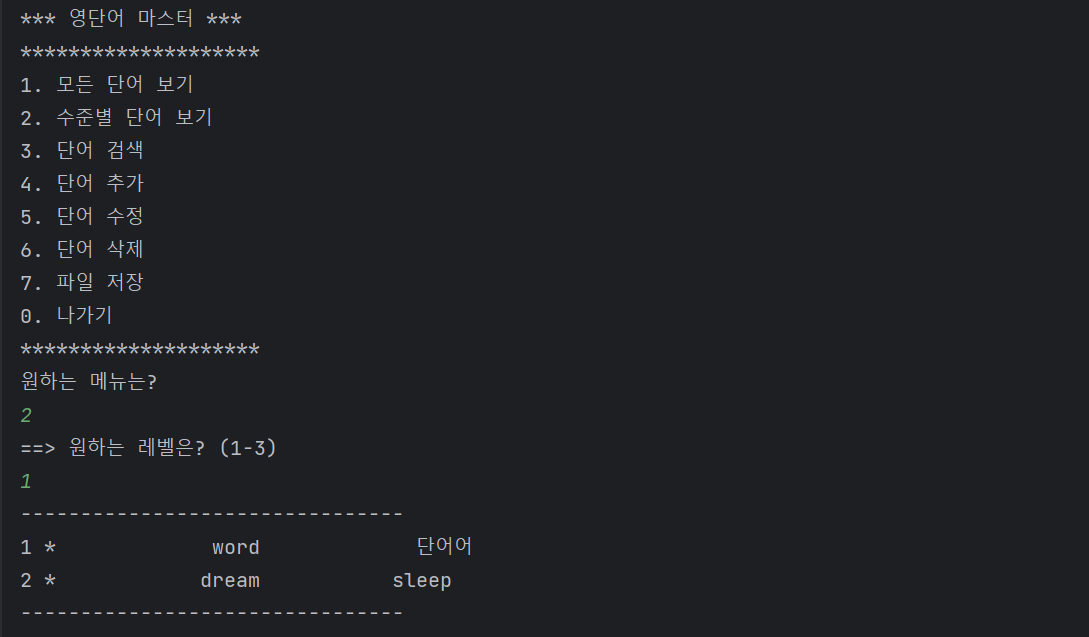 *** 영단어 마스터 ***
********************
1. 모든 단어 보기
2. 수준별 단어 보기
3. 단어 검색
4. 단어 추가
5. 단어 수정
6. 단어 삭제
7. 파일 저장
0. 나가기
********************
원하는 메뉴는?
2
==> 원하는 레벨은? (1-3)
1
--------------------------------
1 *             word             단어어
2 *            dream           sleep
--------------------------------